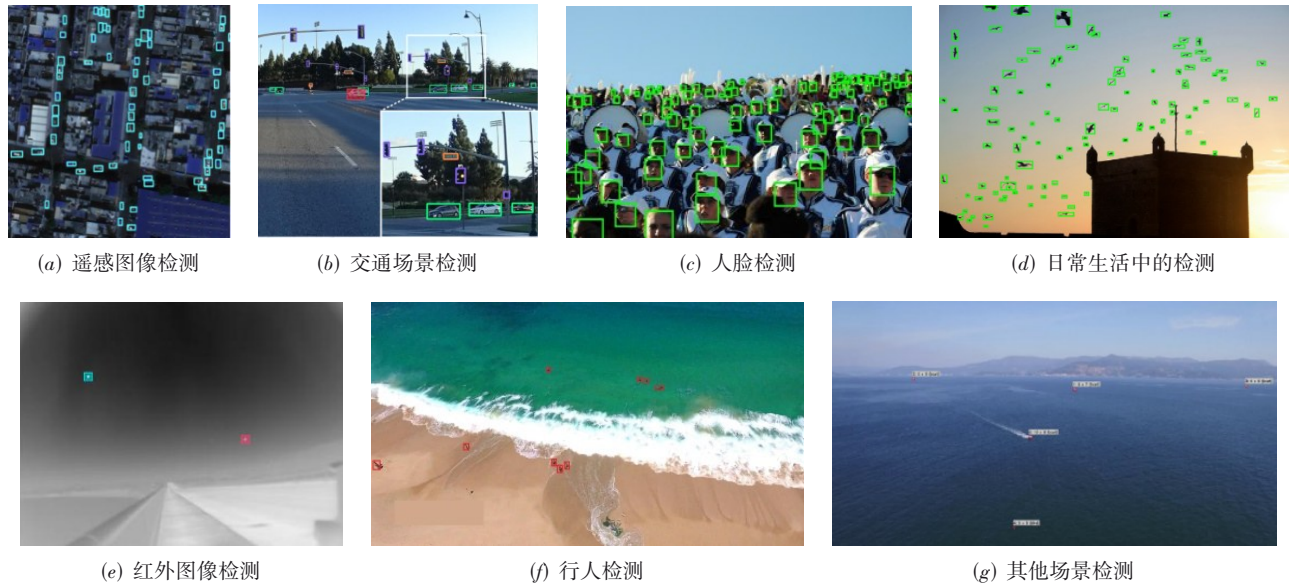 (a) 遥感图像检测
(b) 交通场景检测
(c) 人脸检测
(d) 日常生活中的检测
(e) 红外图像检测
(f) 行人检测
(g) 其他场景检测